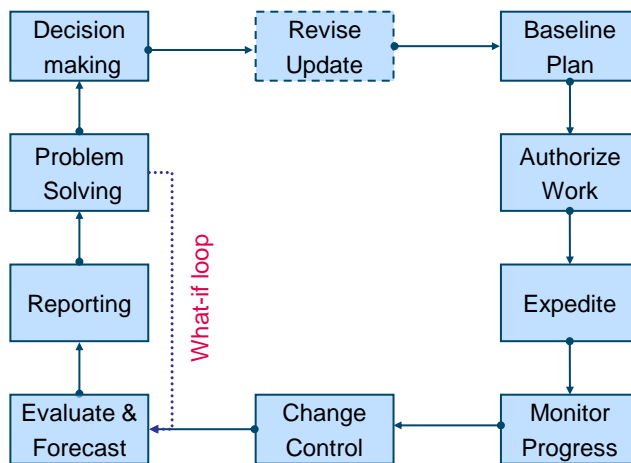 Decision
making
Revise
Update
Baseline
Plan
Problem
Solving
Authorize
Work
What-if loop
Reporting
Expedite
Evaluate &
Forecast
Change
Control
Monitor
Progress